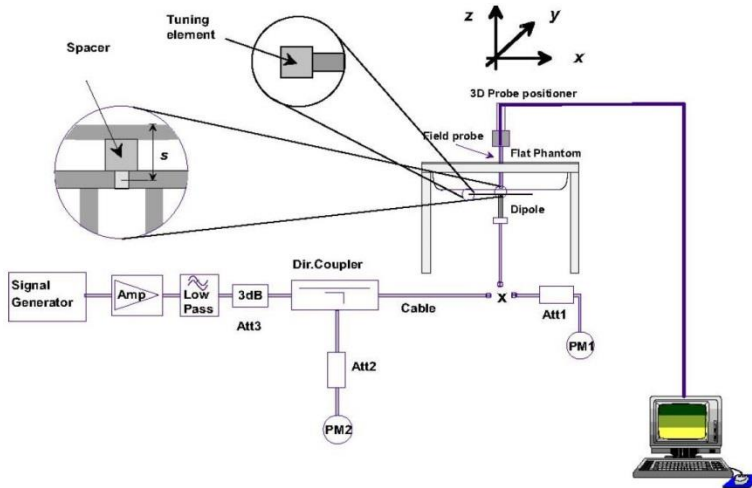 Tuning
element
Spacer
s
z
y
x
3D Probe positioner
Field probe
Flat Phantom
Dipole
Signal
Generator
Amp
Low
Pass
3dB
Att3
Dir.Coupler
Cable
x
Att1
PM1
Att2
PM2